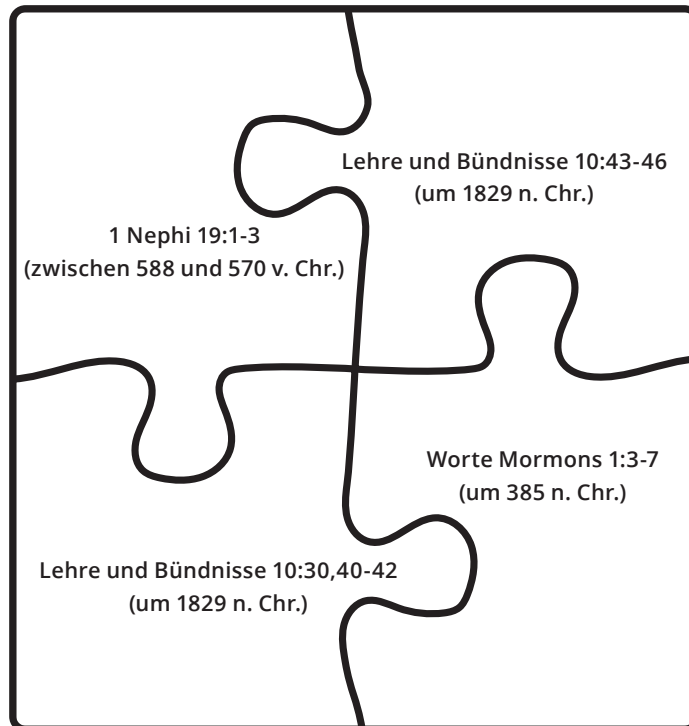 1 Nephi 19:1-3
(zwischen 588 und 570 v. Chr.)
Lehre und Bündnisse 10:43-46
(um 1829 n. Chr.)
Lehre und Bündnisse 10:30,40-42
(um 1829 n. Chr.)
Worte Mormons 1:3-7
(um 385 n. Chr.)